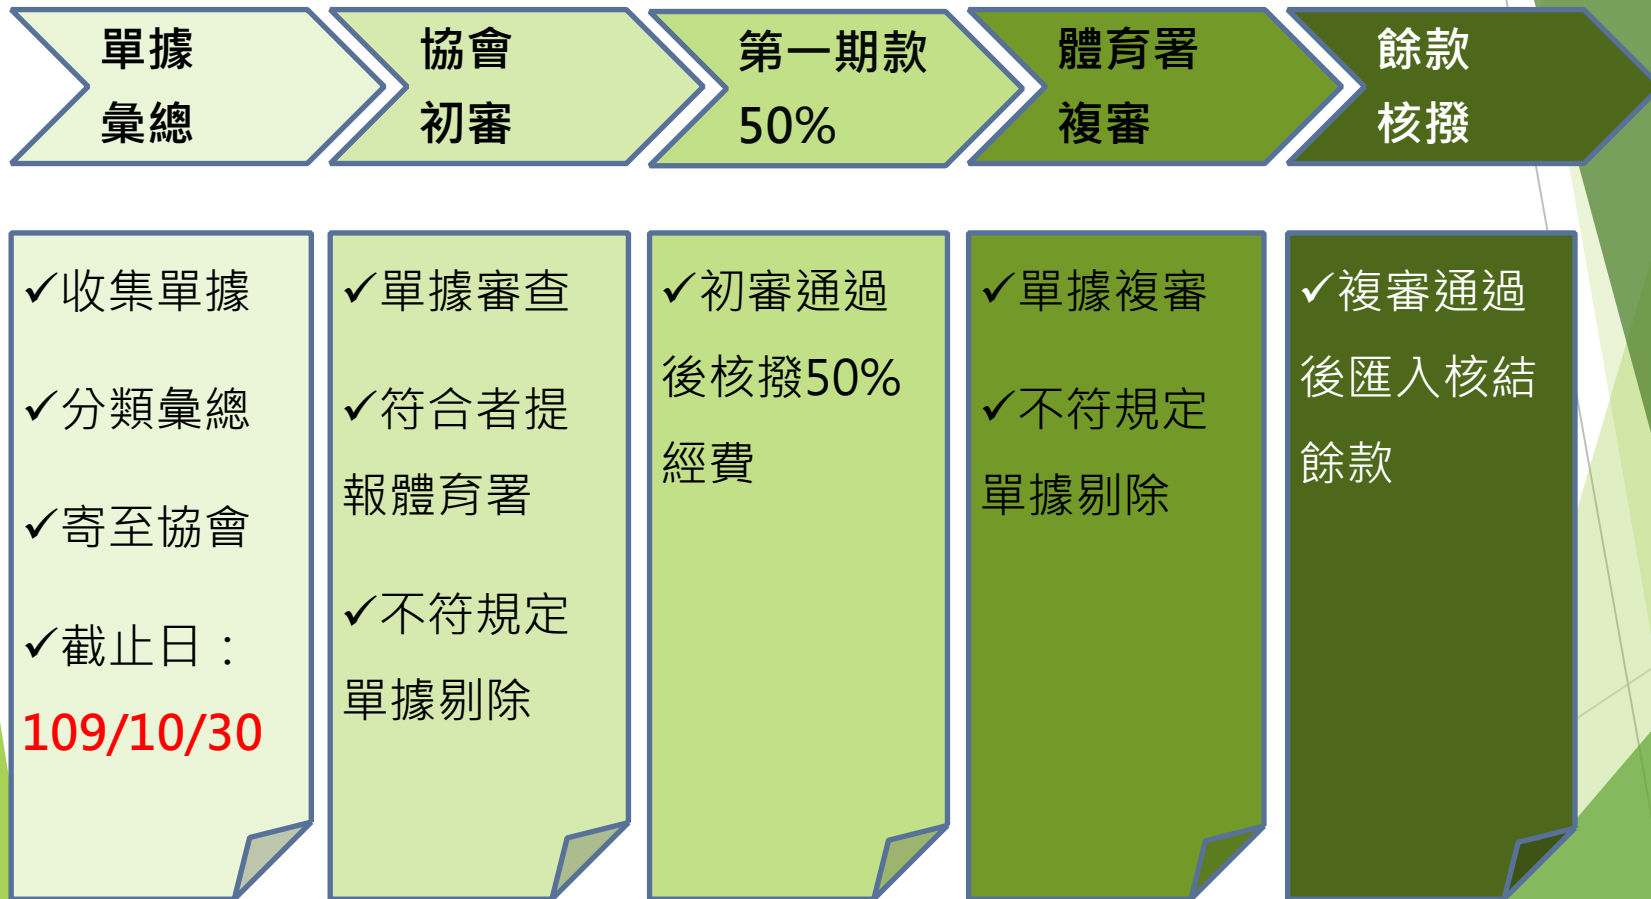 單據
彙總
協會
初審
第一期款
50%
體育署
複審
餘款
核撥
✓收集單據
✓分類彙總
✓寄至協會
✓截止日：
109/10/30
✓單據審查
✓符合者提
報體育署
✓不符規定
單據剔除
✓初審通過
後核撥50%
經費
✓單據複審
✓不符規定
單據剔除
✓複審通過
後匯入核結
餘款